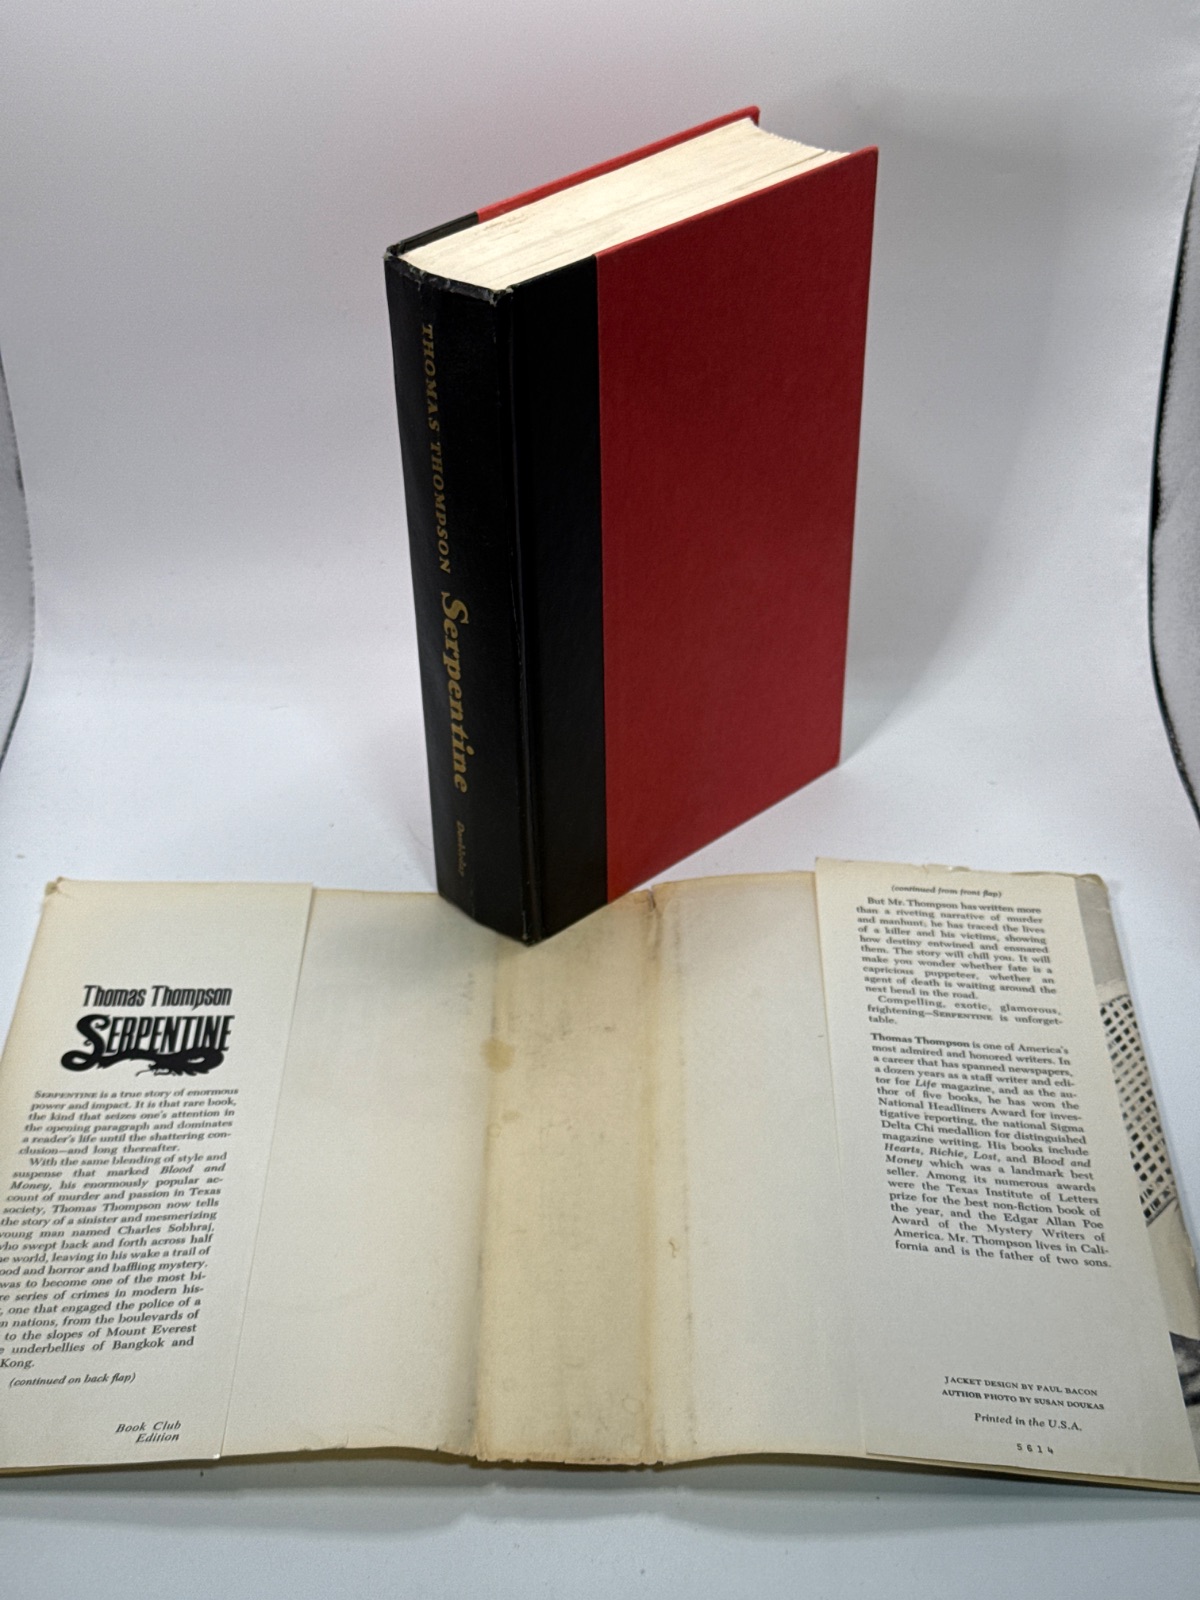 THOMAS THOMPSON Serpentine Doubleday
Thomas Thompson
SERPENTINE
SERPENTINE is a true story of enormous
power and impact. It is that rare book,
the kind that seizes one's attention in
the opening paragraph and dominates
a reader's life until the shattering con-
clusion—and long thereafter.
With the same blending of style and
suspense that marked Blood and
Money, his enormously popular ac-
count of murder and passion in Texas
society, Thomas Thompson now tells
the story of a sinister and mesmerizing
young man named Charles Sobhraj,
who swept back and forth across half
he world, leaving in his wake a trail of
ood and horror and baffling mystery.
was to become one of the most bi-
re series of crimes in modern his-
, one that engaged the police of a
n nations, from the boulevards of
to the slopes of Mount Everest
e underbellies of Bangkok and
Kong.
(continued on back flap)
Book Club
Edition
(continued from front flap)
But Mr. Thompson has written more
than a riveting narrative of murder
and manhunt; he has traced the lives
of a killer and his victims, showing
how destiny entwined and ensnared
them. The story will chill you. It will
make you wonder whether fate is a
capricious puppeteer, whether an
agent of death is waiting around the
next bend in the road.
Compelling, exotic, glamorous,
frightening—SERPENTINE is unforget-
table.
Thomas Thompson is one of America's
most admired and honored writers. In
a career that has spanned newspapers,
a dozen years as a staff writer and edi-
tor for Life magazine, and as the au-
thor of five books, he has won the
National Headliners Award for inves-
tigative reporting, the national Sigma
Delta Chi medallion for distinguished
magazine writing. His books include
Hearts, Richie, Lost, and Blood and
Money which was a landmark best
seller. Among its numerous awards
were the Texas Institute of Letters
prize for the best non-fiction book of
the year, and the Edgar Allan Poe
Award of the Mystery Writers of
America. Mr. Thompson lives in Cali-
fornia and is the father of two sons.
JACKET DESIGN BY PAUL BACON
AUTHOR PHOTO BY SUSAN DOUKAS
Printed in the U.S.A.
5614